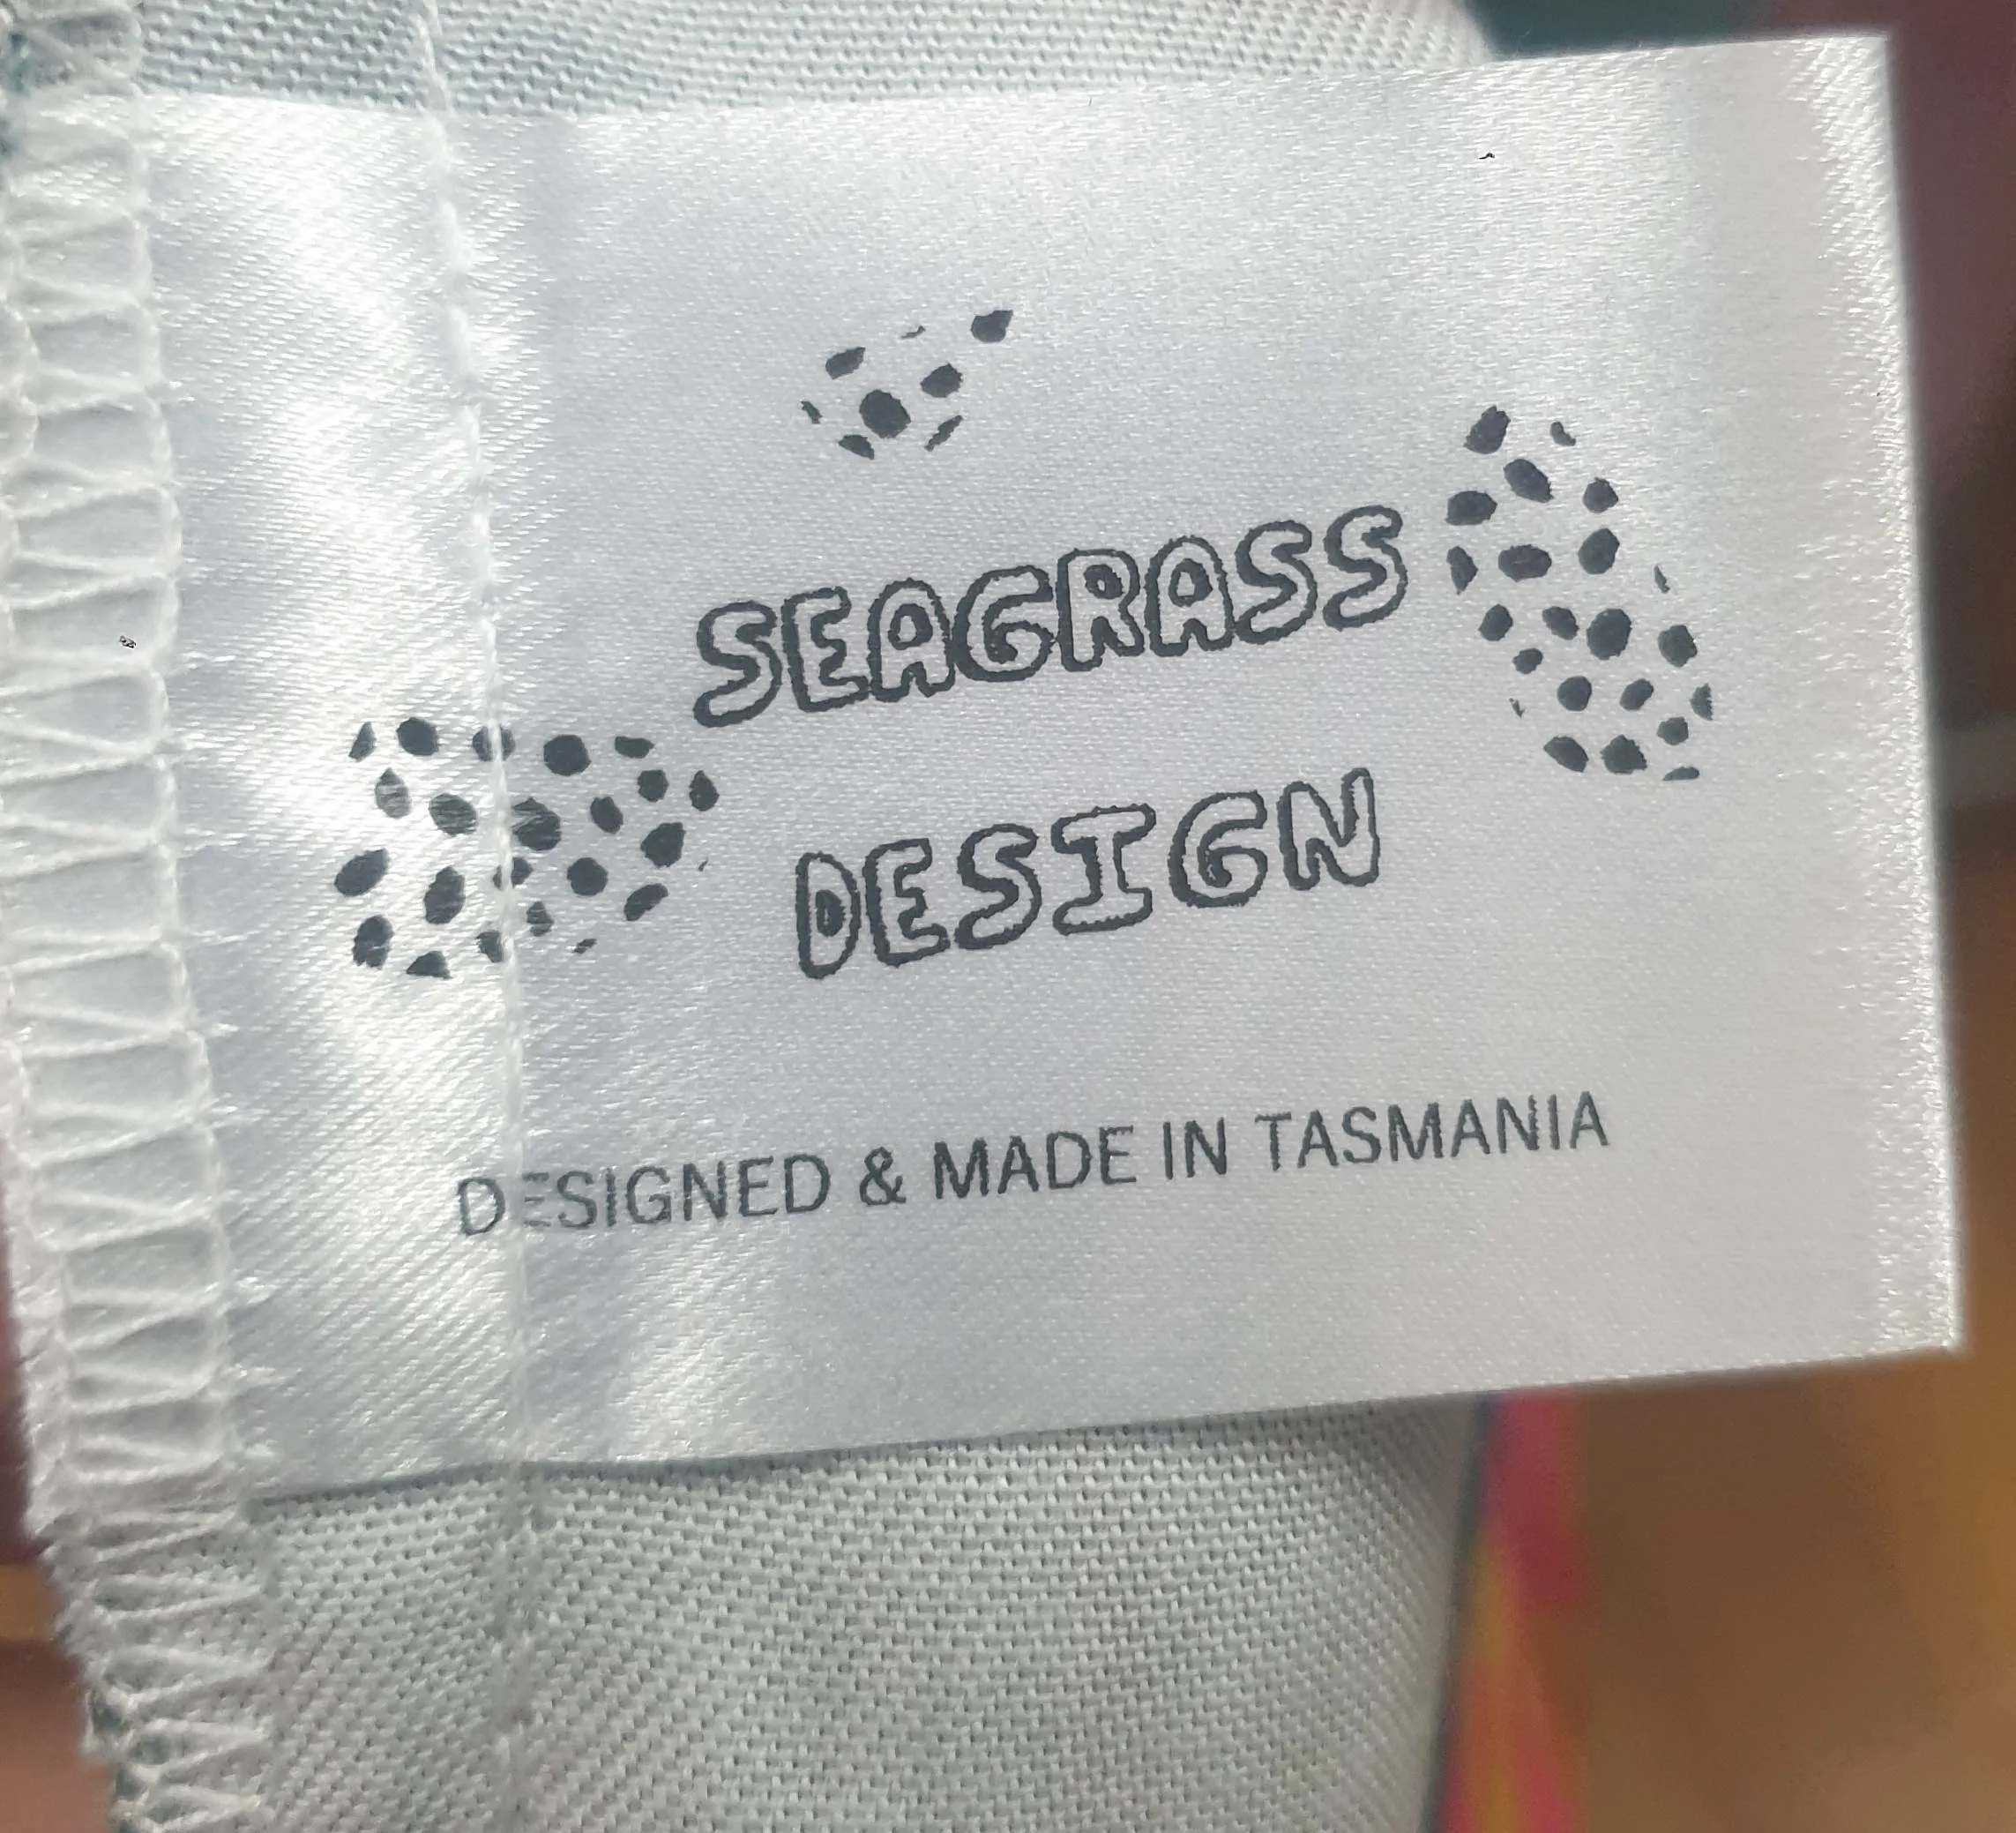 SEAGRASS
DESIGN
DESIGNED & MADE IN TASMANIA